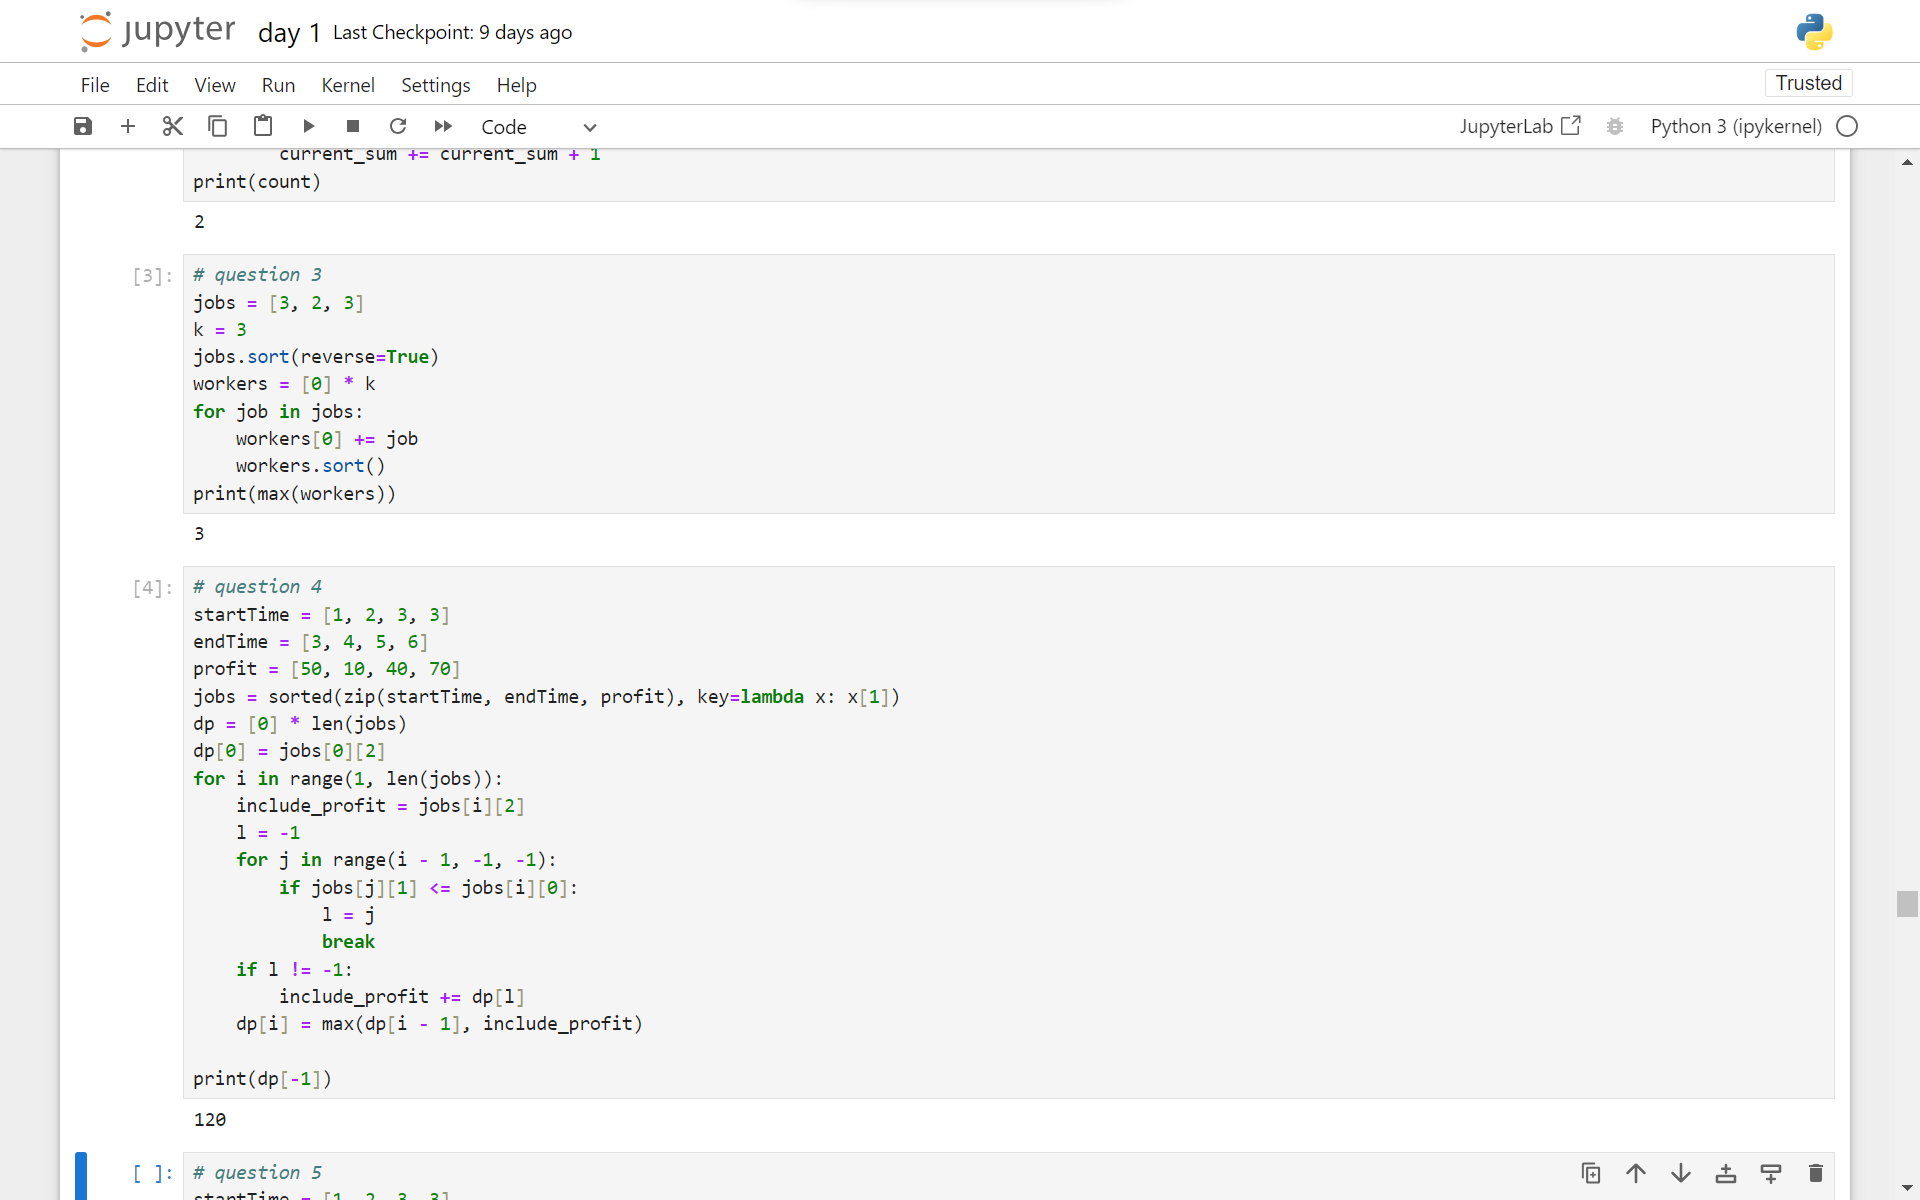 jupyter day 1 Last Checkpoint: 9 days ago
File Edit View Run Kernel Settings Help Trusted
Code JupyterLab Python 3 (ipykernel)
current_sum += current_sum + 1
print(count)
2
[3]: # question 3
jobs = [3, 2, 3]
k = 3
jobs.sort(reverse=True)
workers = [0] * k
for job in jobs:
    workers[0] += job
    workers.sort()
print(max(workers))
3
[4]: # question 4
startTime = [1, 2, 3, 3]
endTime = [3, 4, 5, 6]
profit = [50, 10, 40, 70]
jobs = sorted(zip(startTime, endTime, profit), key=lambda x: x[1])
dp = [0] * len(jobs)
dp[0] = jobs[0][2]
for i in range(1, len(jobs)):
    include_profit = jobs[i][2]
    l = -1
    for j in range(i - 1, -1, -1):
        if jobs[j][1] <= jobs[i][0]:
            l = j
            break
    if l != -1:
        include_profit += dp[l]
    dp[i] = max(dp[i - 1], include_profit)
print(dp[-1])
120
[ ]: # question 5
startTime = [1, 2, 3, 3]